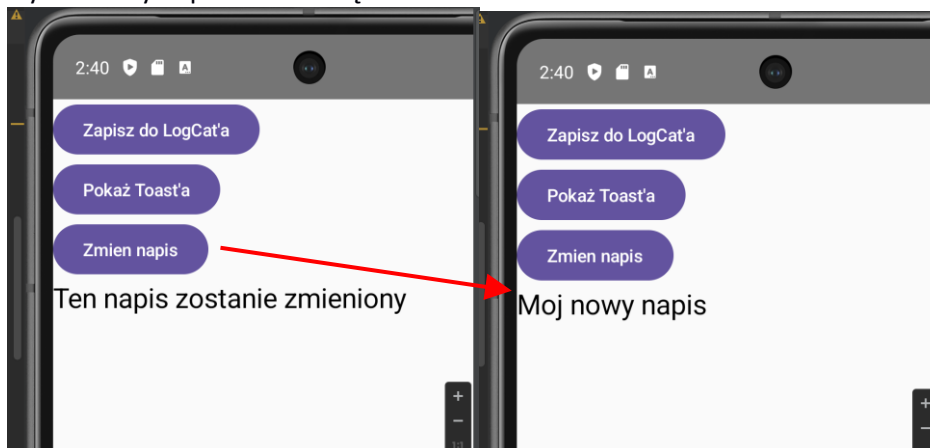 2:40
Zapisz do LogCat'a
Pokaż Toast'a
Zmien napis
Ten napis zostanie zmieniony
2:40
Zapisz do LogCat'a
Pokaż Toast'a
Zmien napis
Moj nowy napis